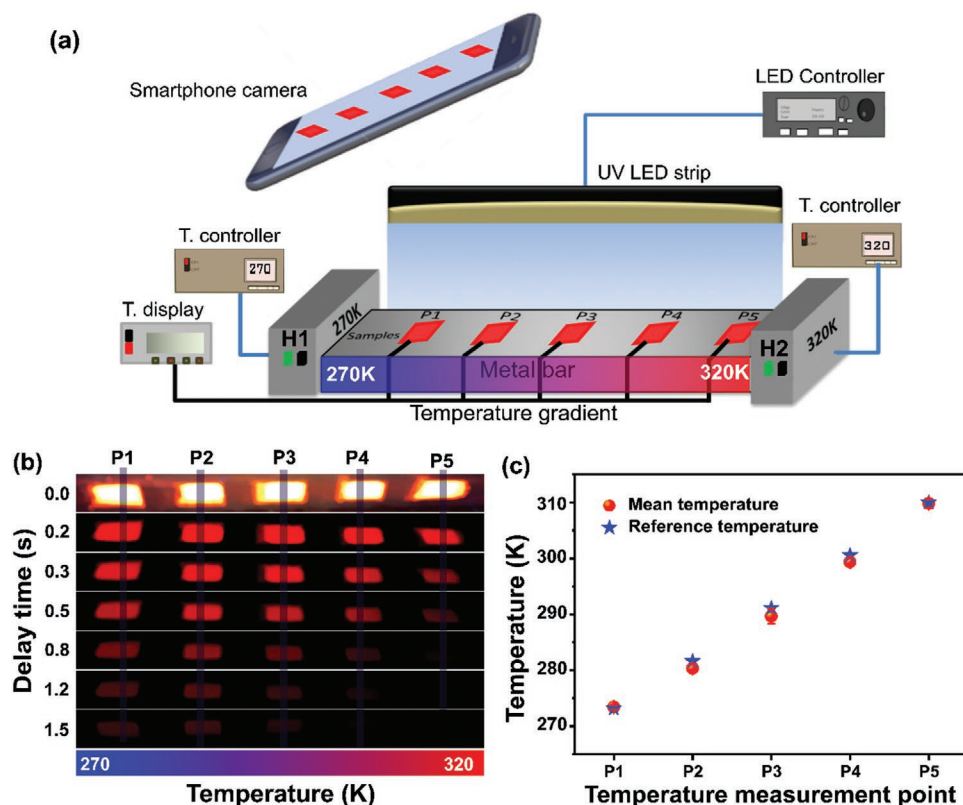 (a)
Smartphone camera
LED Controller
UV LED strip
T. controller
270
T. controller
320
T. display
H1
270K
Samples
P1
P2
P3
P4
P5
H2
320K
270K
Metal bar
320K
Temperature gradient
(b)
P1 P2 P3 P4 P5
Delay time (s)
0.0
0.2
0.3
0.5
0.8
1.2
1.5
270 320
Temperature (K)
(c)
Mean temperature
Reference temperature
Temperature (K)
310
300
290
280
270
P1 P2 P3 P4 P5
Temperature measurement point